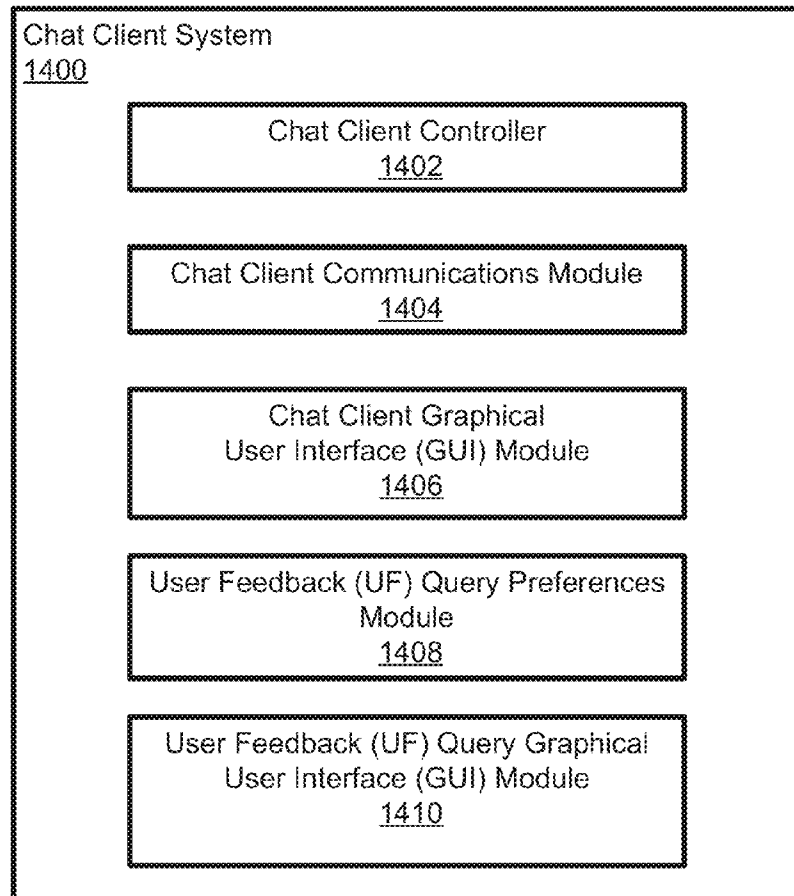 Chat Client System
1400
Chat Client Controller
1402
Chat Client Communications Module
1404
Chat Client Graphical
User Interface (GUI) Module
1406
User Feedback (UF) Query Preferences
Module
1408
User Feedback (UF) Query Graphical
User Interface (GUI) Module
1410